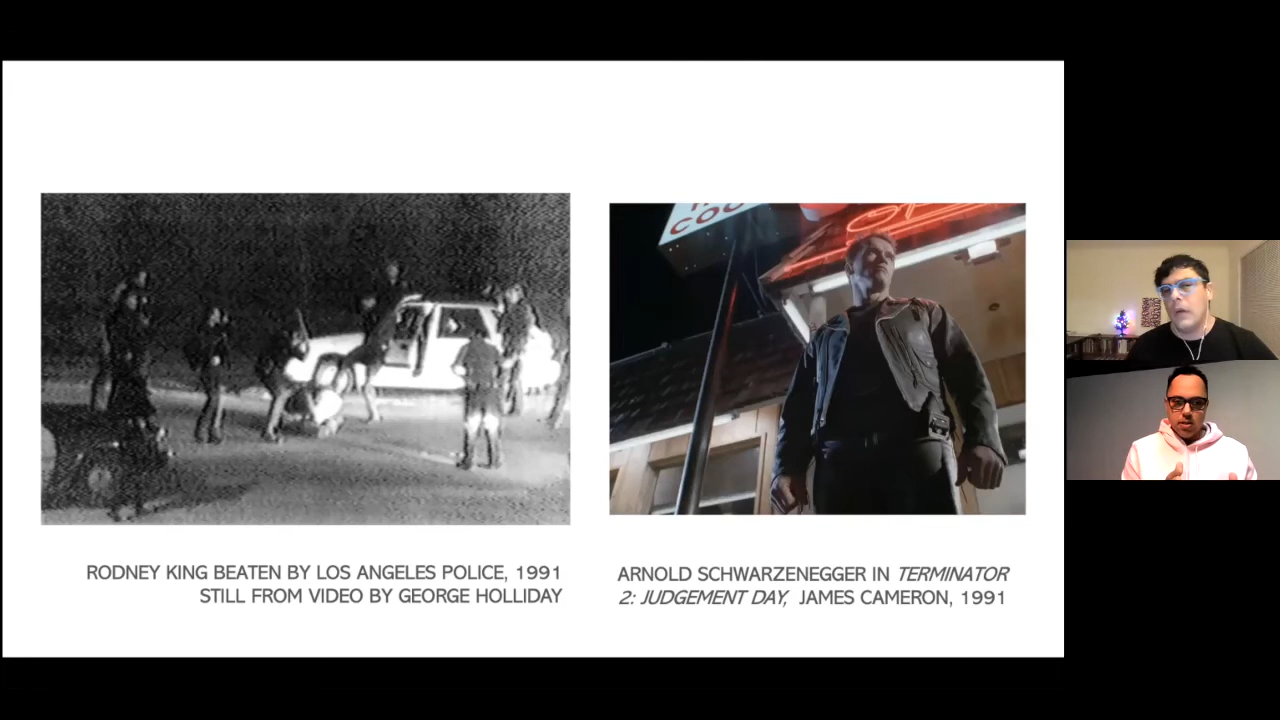 COU
RODNEY KING BEATEN BY LOS ANGELES POLICE, 1991
STILL FROM VIDEO BY GEORGE HOLLIDAY
ARNOLD SCHWARZENEGGER IN TERMINATOR
2: JUDGEMENT DAY, JAMES CAMERON, 1991